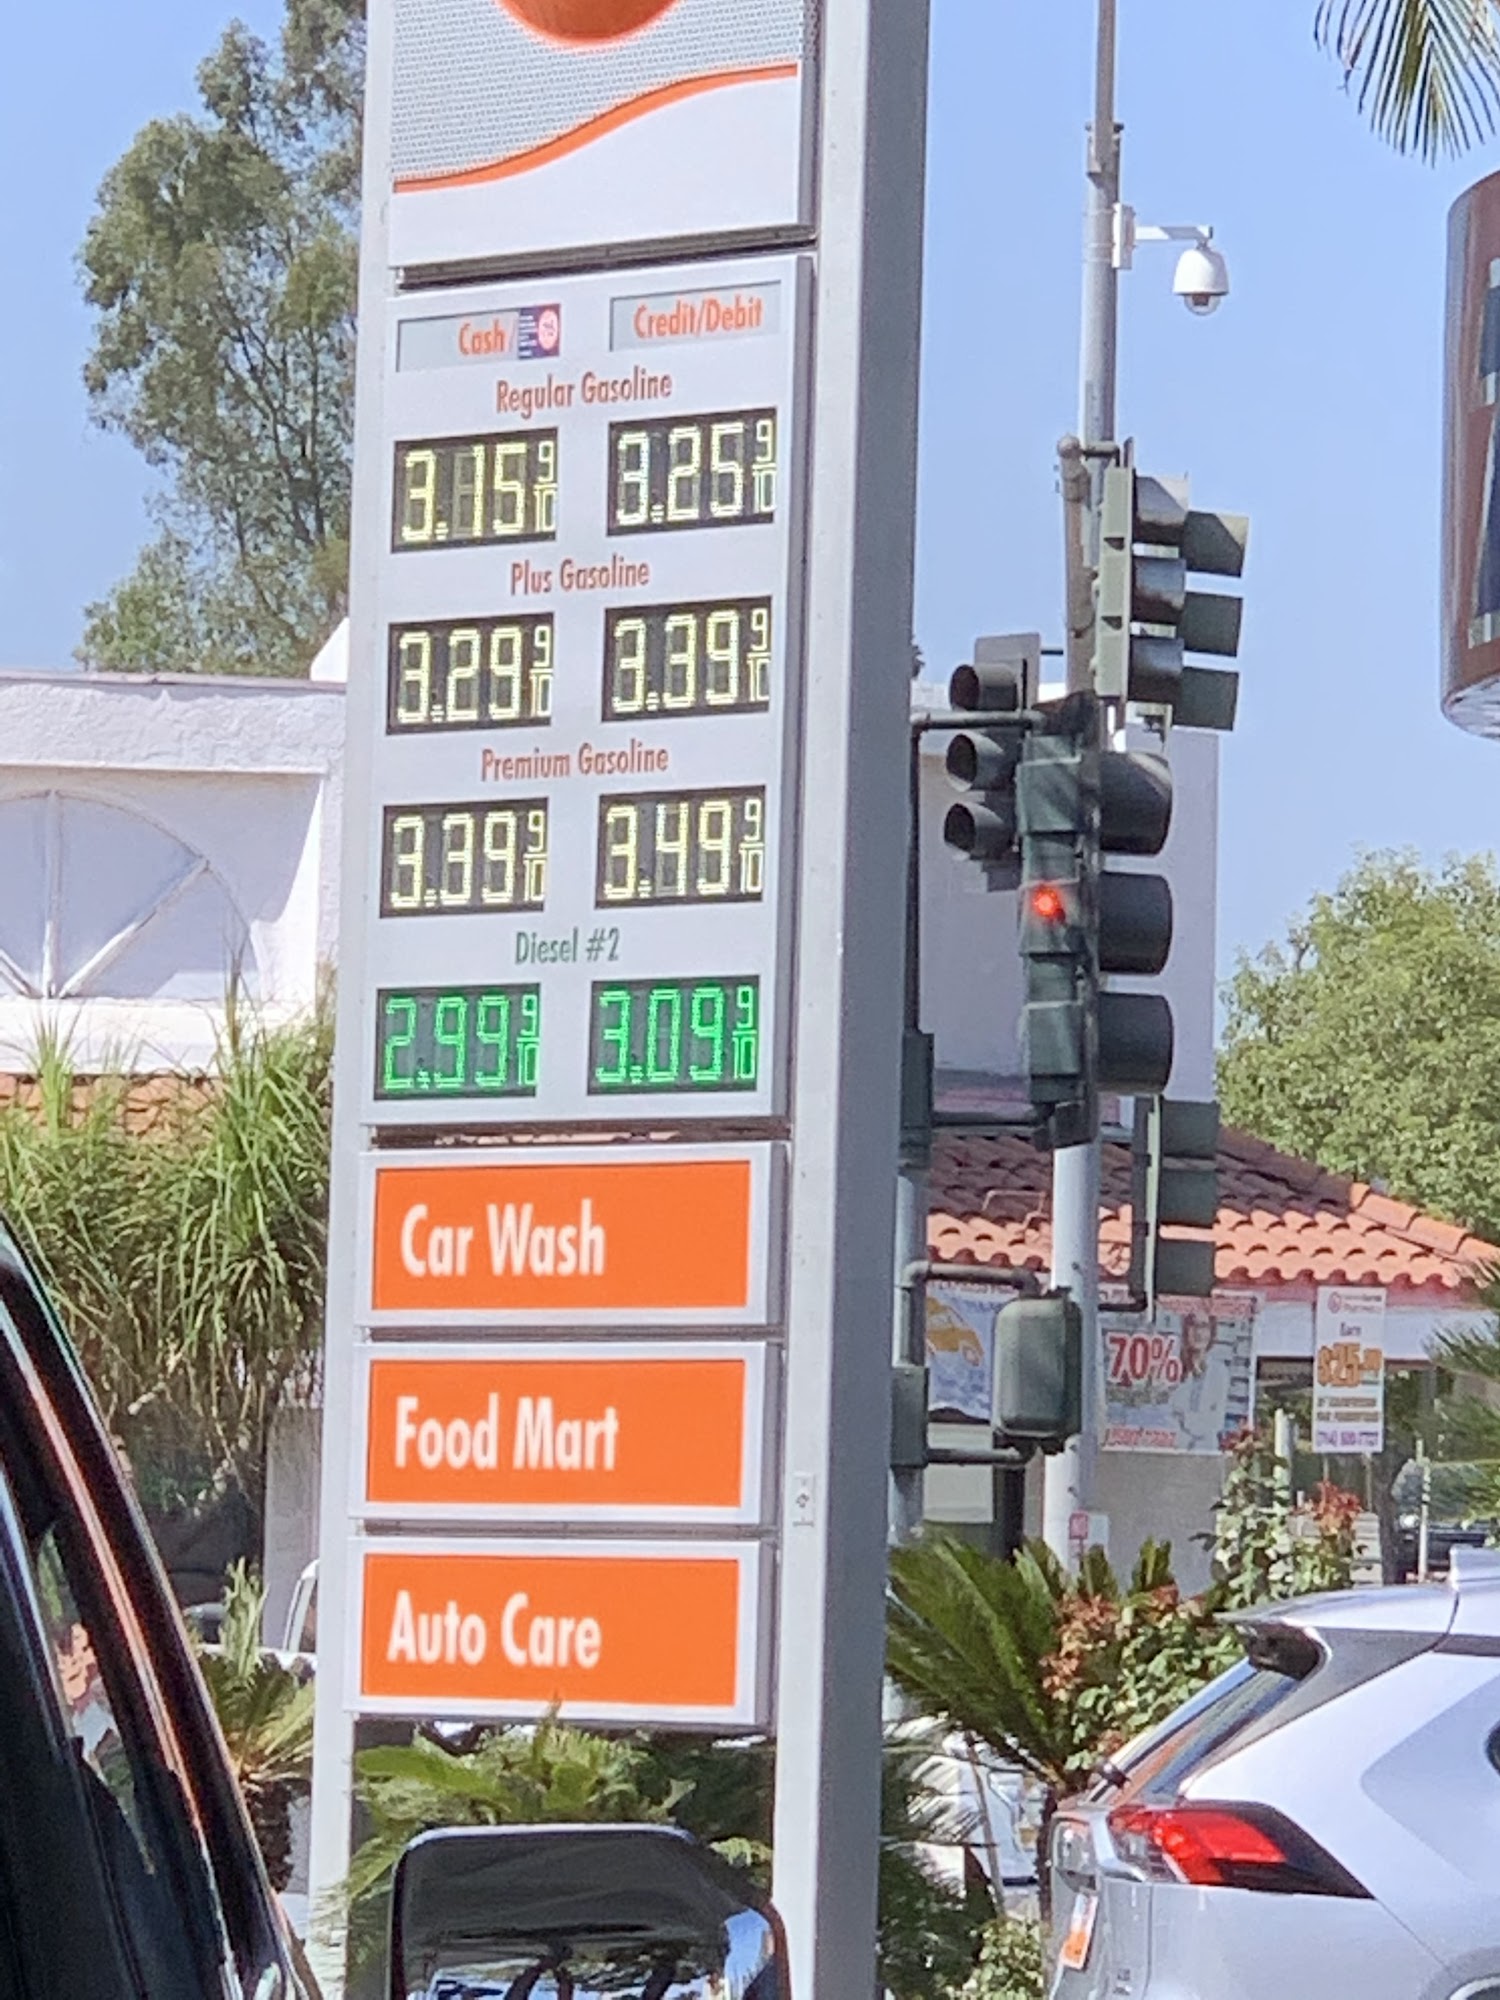 Cash / Credit/Debit
Regular Gasoline
3.15 9/10 3.25 9/10
Plus Gasoline
3.29 9/10 3.39 9/10
Premium Gasoline
3.39 9/10 3.49 9/10
Diesel #2
2.99 9/10 3.09 9/10
Car Wash
Food Mart
Auto Care
70%
Earn
$25